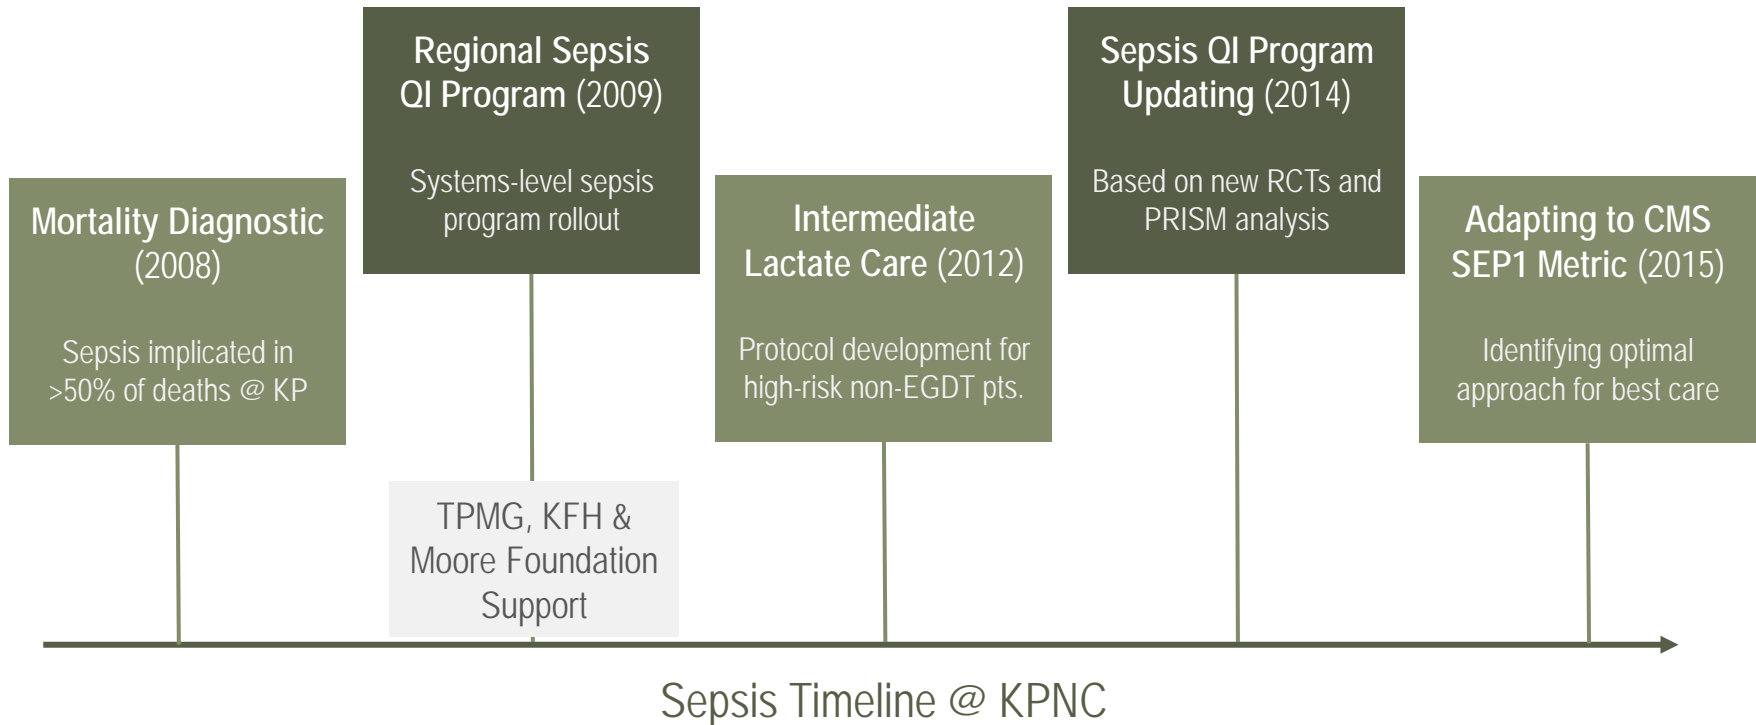 Mortality Diagnostic
(2008)
Sepsis implicated in
>50% of deaths @ KP
Regional Sepsis
QI Program (2009)
Systems-level sepsis
program rollout
TPMG, KFH &
Moore Foundation
Support
Intermediate
Lactate Care (2012)
Protocol development for
high-risk non-EGDT pts.
Sepsis QI Program
Updating (2014)
Based on new RCTs and
PRISM analysis
Adapting to CMS
SEP1 Metric (2015)
Identifying optimal
approach for best care
Sepsis Timeline @ KPNC